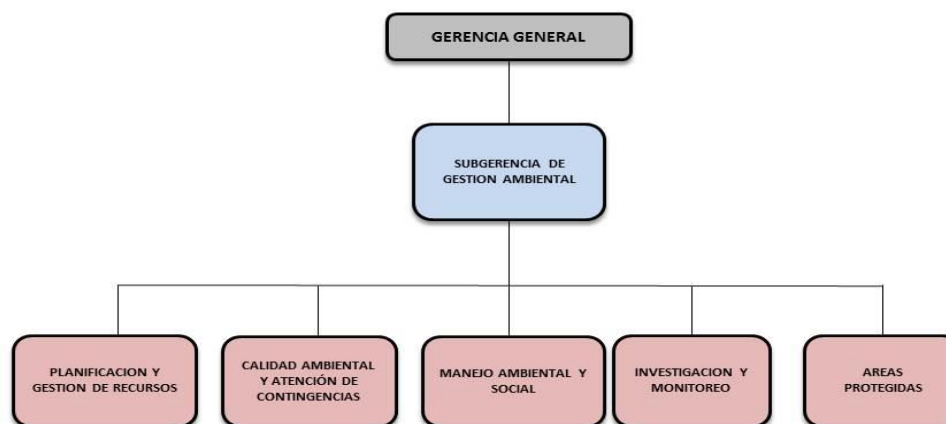 GERENCIA GENERAL
SUBGERENCIA DE
GESTION AMBIENTAL
PLANIFICACION Y
GESTION DE RECURSOS
CALIDAD AMBIENTAL
Y ATENCIÓN DE
CONTINGENCIAS
MANEJO AMBIENTAL Y
SOCIAL
INVESTIGACION Y
MONITOREO
AREAS
PROTEGIDAS